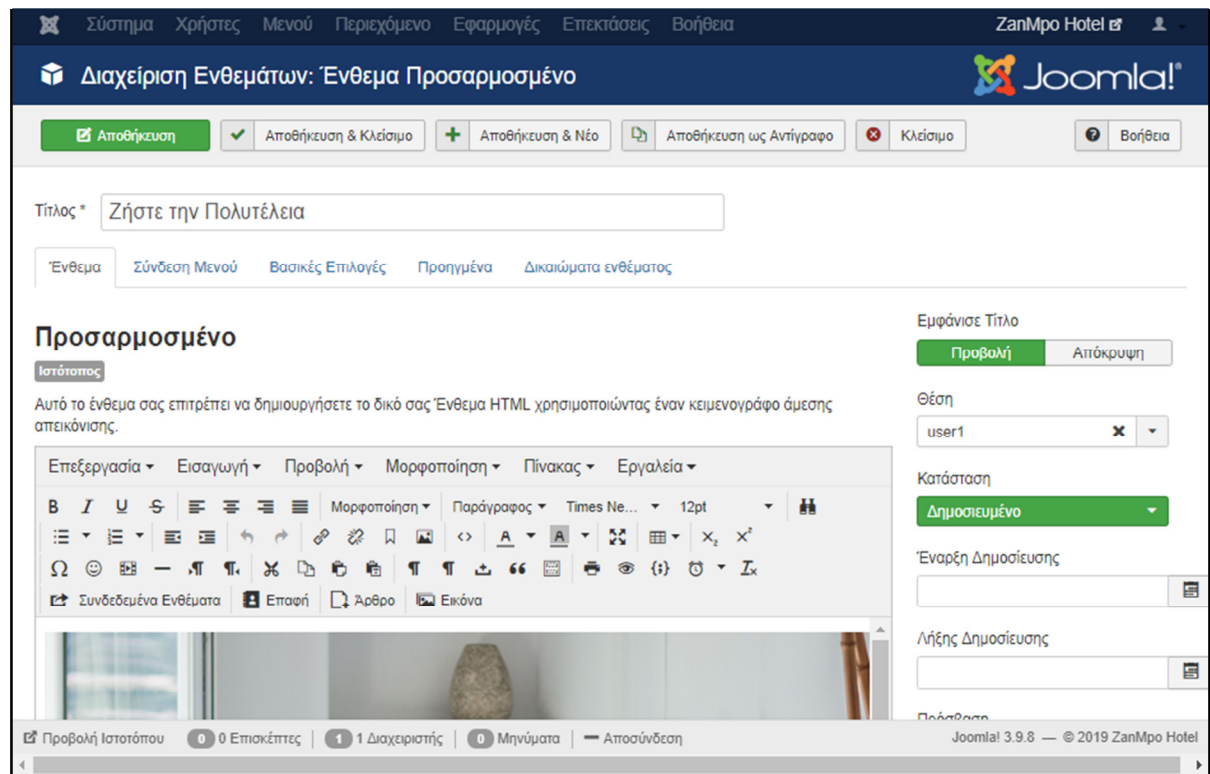 Σύστημα Χρήστες Μενού Περιεχόμενο Εφαρμογές Επεκτάσεις Βοήθεια ZanMpo Hotel
Διαχείριση Ενθεμάτων: Ένθεμα Προσαρμοσμένο Joomla!®
Αποθήκευση Αποθήκευση & Κλείσιμο Αποθήκευση & Νέο Αποθήκευση ως Αντίγραφο Κλείσιμο Βοήθεια
Τίτλος * Ζήστε την Πολυτέλεια
Ένθεμα Σύνδεση Μενού Βασικές Επιλογές Προηγμένα Δικαιώματα ενθέματος
Προσαρμοσμένο
Ιστότοπος
Αυτό το ένθεμα σας επιτρέπει να δημιουργήσετε το δικό σας Ένθεμα HTML χρησιμοποιώντας έναν κειμενογράφο άμεσης
απεικόνισης.
Επεξεργασία Εισαγωγή Προβολή Μορφοποίηση Πίνακας Εργαλεία
B I U S Μορφοποίηση Παράγραφος Times Ne... 12pt
A A X₂ X²
Ω
Συνδεδεμένα Ενθέματα Επαφή Άρθρο Εικόνα
Εμφάνισε Τίτλο
Προβολή Απόκρυψη
Θέση
user1
Κατάσταση
Δημοσιευμένο
Έναρξη Δημοσίευσης
Λήξης Δημοσίευσης
Πρόσβαση
Προβολή Ιστοτόπου 0 0 Επισκέπτες | 1 1 Διαχειριστής | 0 Μηνύματα | Αποσύνδεση Joomla! 3.9.8 — © 2019 ZanMpo Hotel